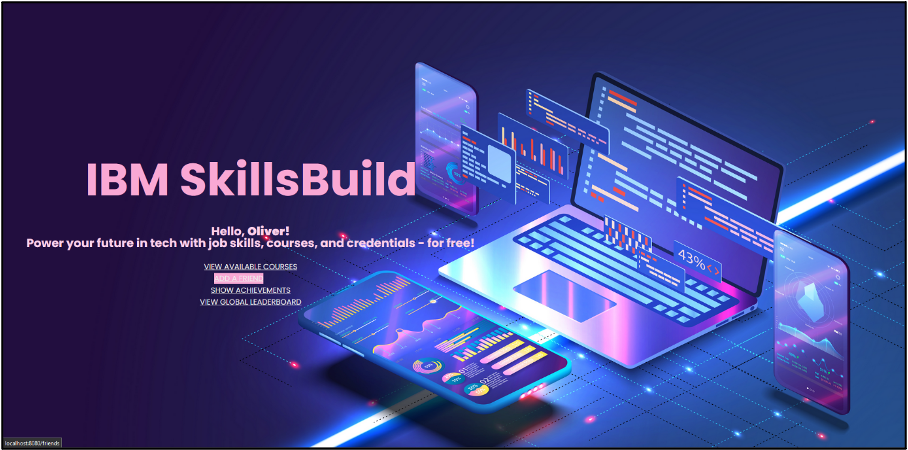 IBM SkillsBuild
Hello, Oliver!
Power your future in tech with job skills, courses, and credentials - for free!
VIEW AVAILABLE COURSES
ADD A FRIEND
SHOW ACHIEVEMENTS
VIEW GLOBAL LEADERBOARD
43%<>
localhost:8080/friends